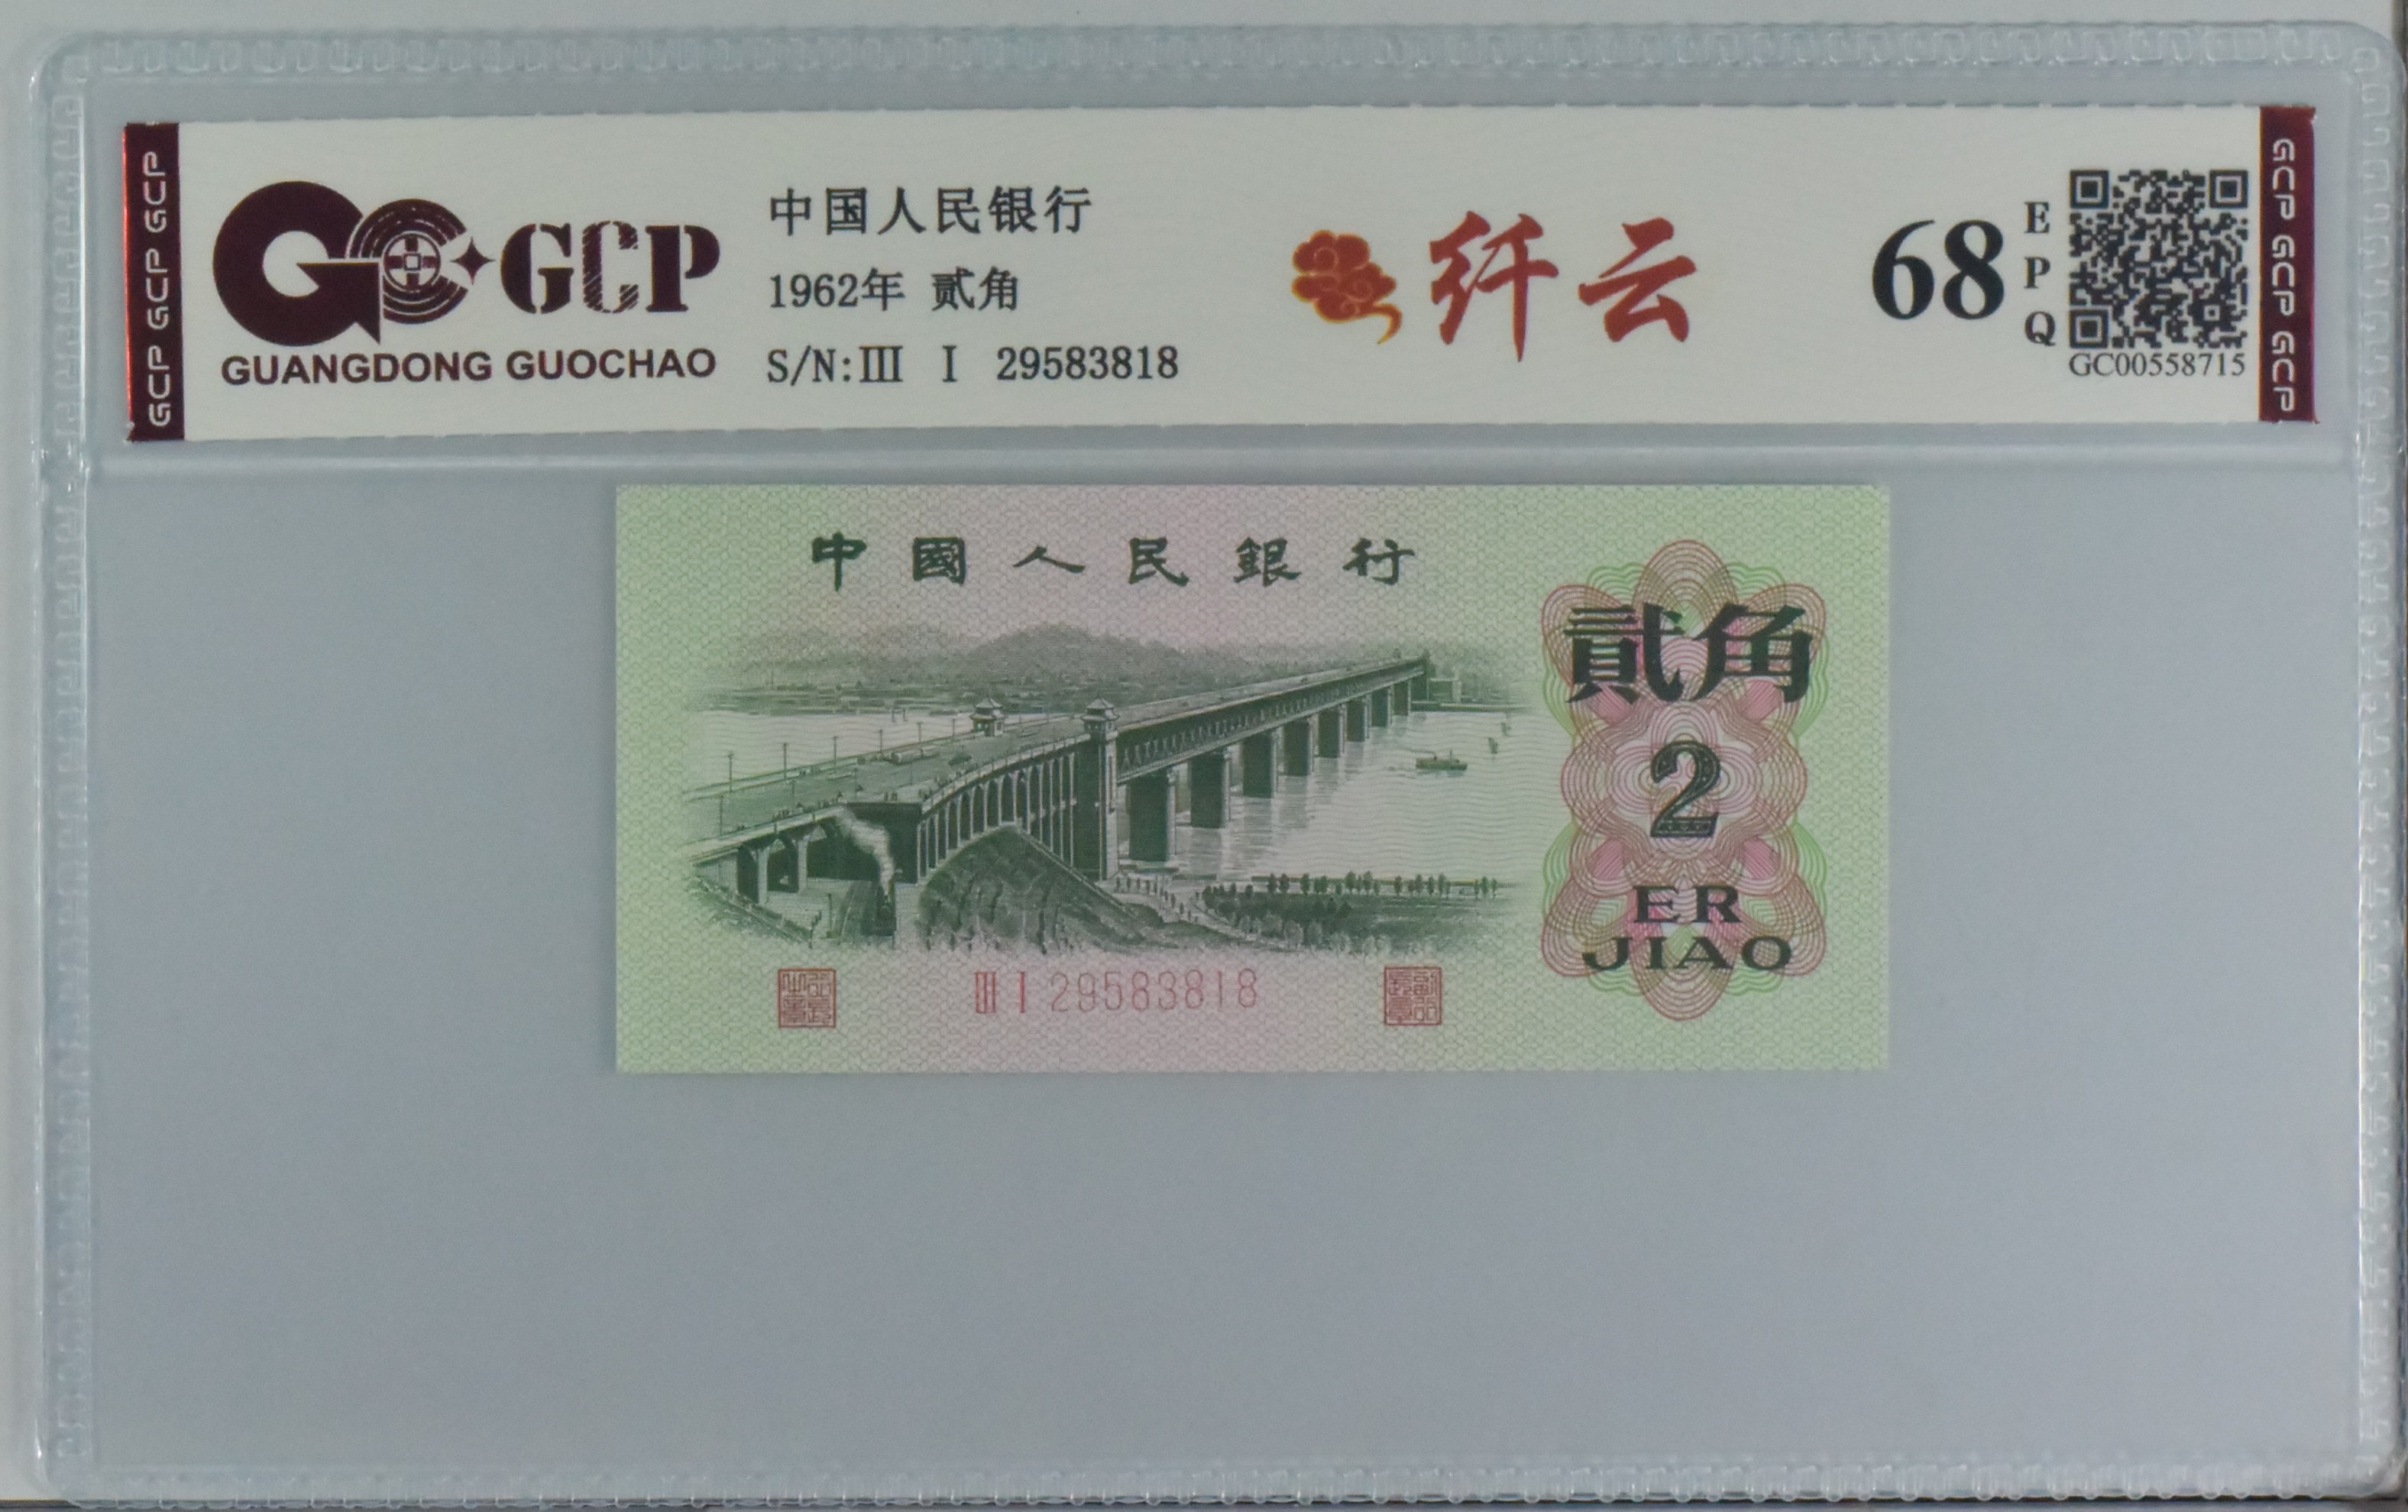 GCP GCP GCP
GCP
GUANGDONG GUOCHAO
中国人民银行
1962年 贰角
S/N:III I 29583818
纤云
68
EPQ
GC00558715
GCP GCP GCP
中國人民銀行
貳角
2
ER
JIAO
III I 29583818